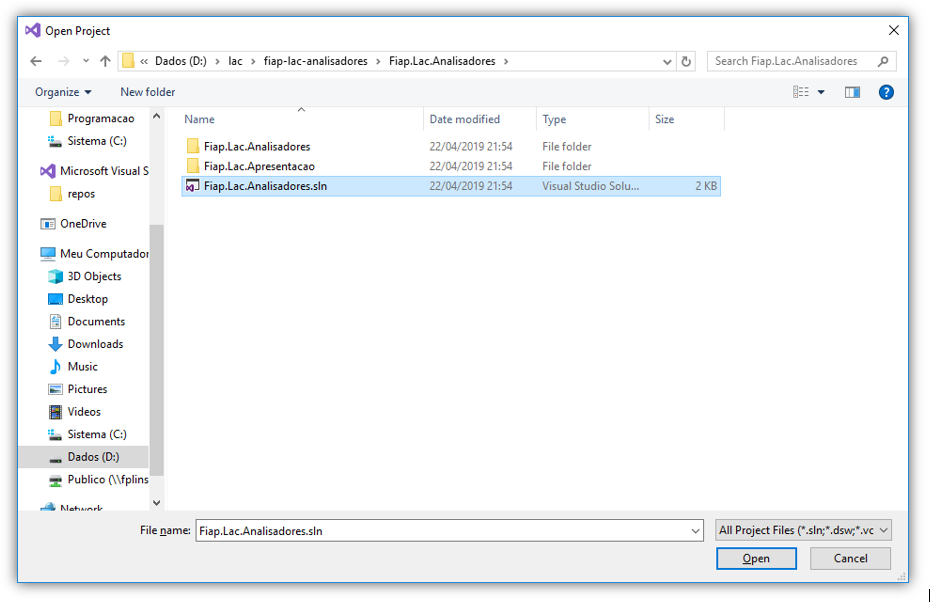 Open Project
« Dados (D:) › lac › fiap-lac-analisadores › Fiap.Lac.Analisadores ›
Search Fiap.Lac.Analisadores
Organize
New folder
Programacao
Sistema (C:)
Microsoft Visual S
repos
OneDrive
Meu Computador
3D Objects
Desktop
Documents
Downloads
Music
Pictures
Videos
Sistema (C:)
Dados (D:)
Publico (\\fplins
Network
Name Date modified Type Size
Fiap.Lac.Analisadores 22/04/2019 21:54 File folder
Fiap.Lac.Apresentacao 22/04/2019 21:54 File folder
Fiap.Lac.Analisadores.sln 22/04/2019 21:54 Visual Studio Solu... 2 KB
File name: Fiap.Lac.Analisadores.sln
All Project Files (*.sln;*.dsw;*.vc
Open
Cancel